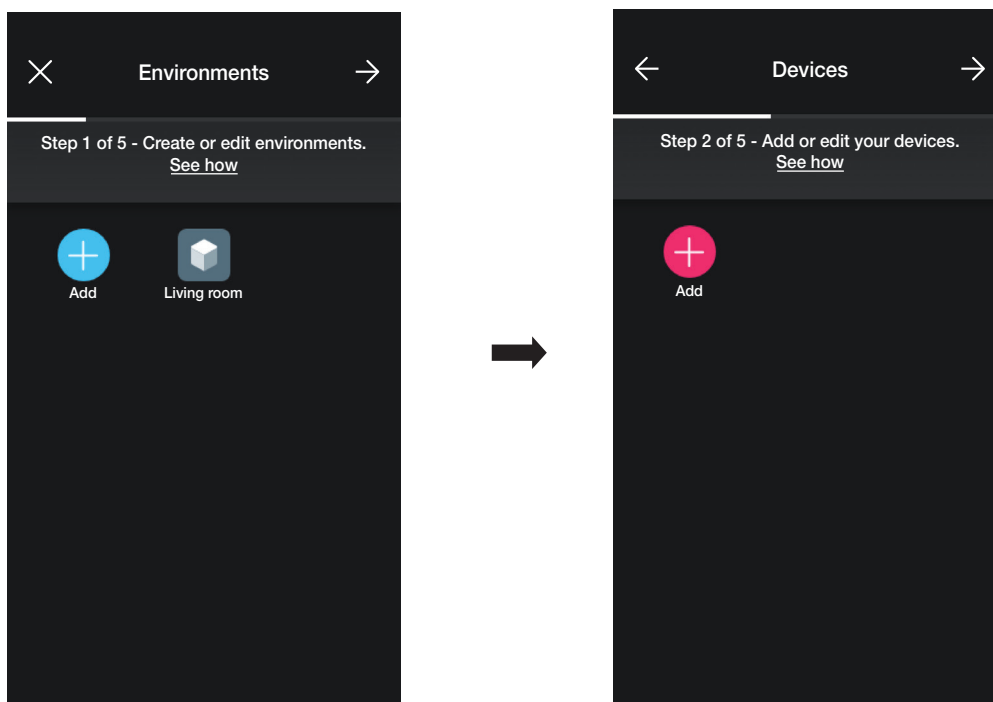 Environments
Step 1 of 5 - Create or edit environments.
See how
Add
Living room
Devices
Step 2 of 5 - Add or edit your devices.
See how
Add